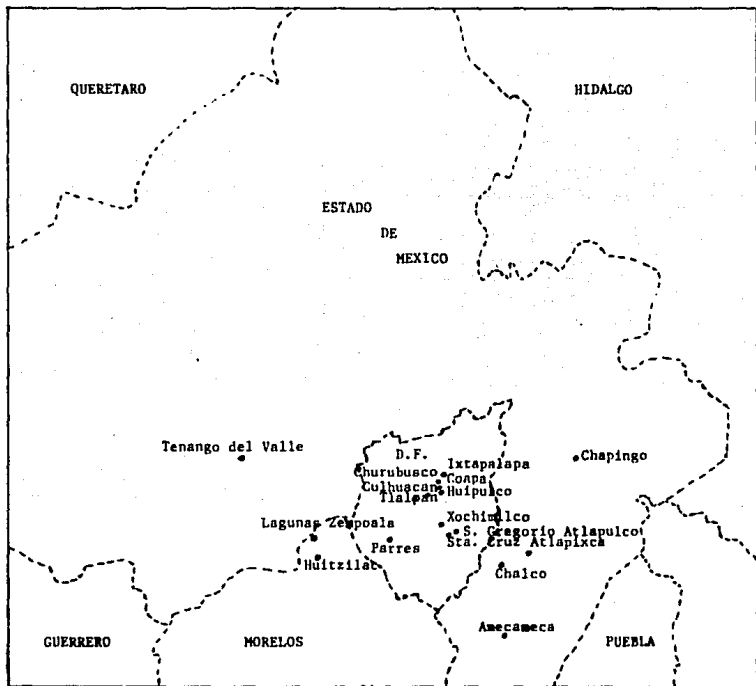 QUERETARO
HIDALGO
ESTADO
DE
MEXICO
Tenango del Valle
D.F.
Churubusco
Ixtapalapa
Coapa
Chapingo
Culhuacan
Huipulco
Tlalpan
Xochimilco
Lagunas Zempoala
S. Gregorio Atlapulco
Sta. Cruz Atlapixca
Parres
Huitzilac
Chalco
Amecameca
GUERRERO
MORELOS
PUEBLA